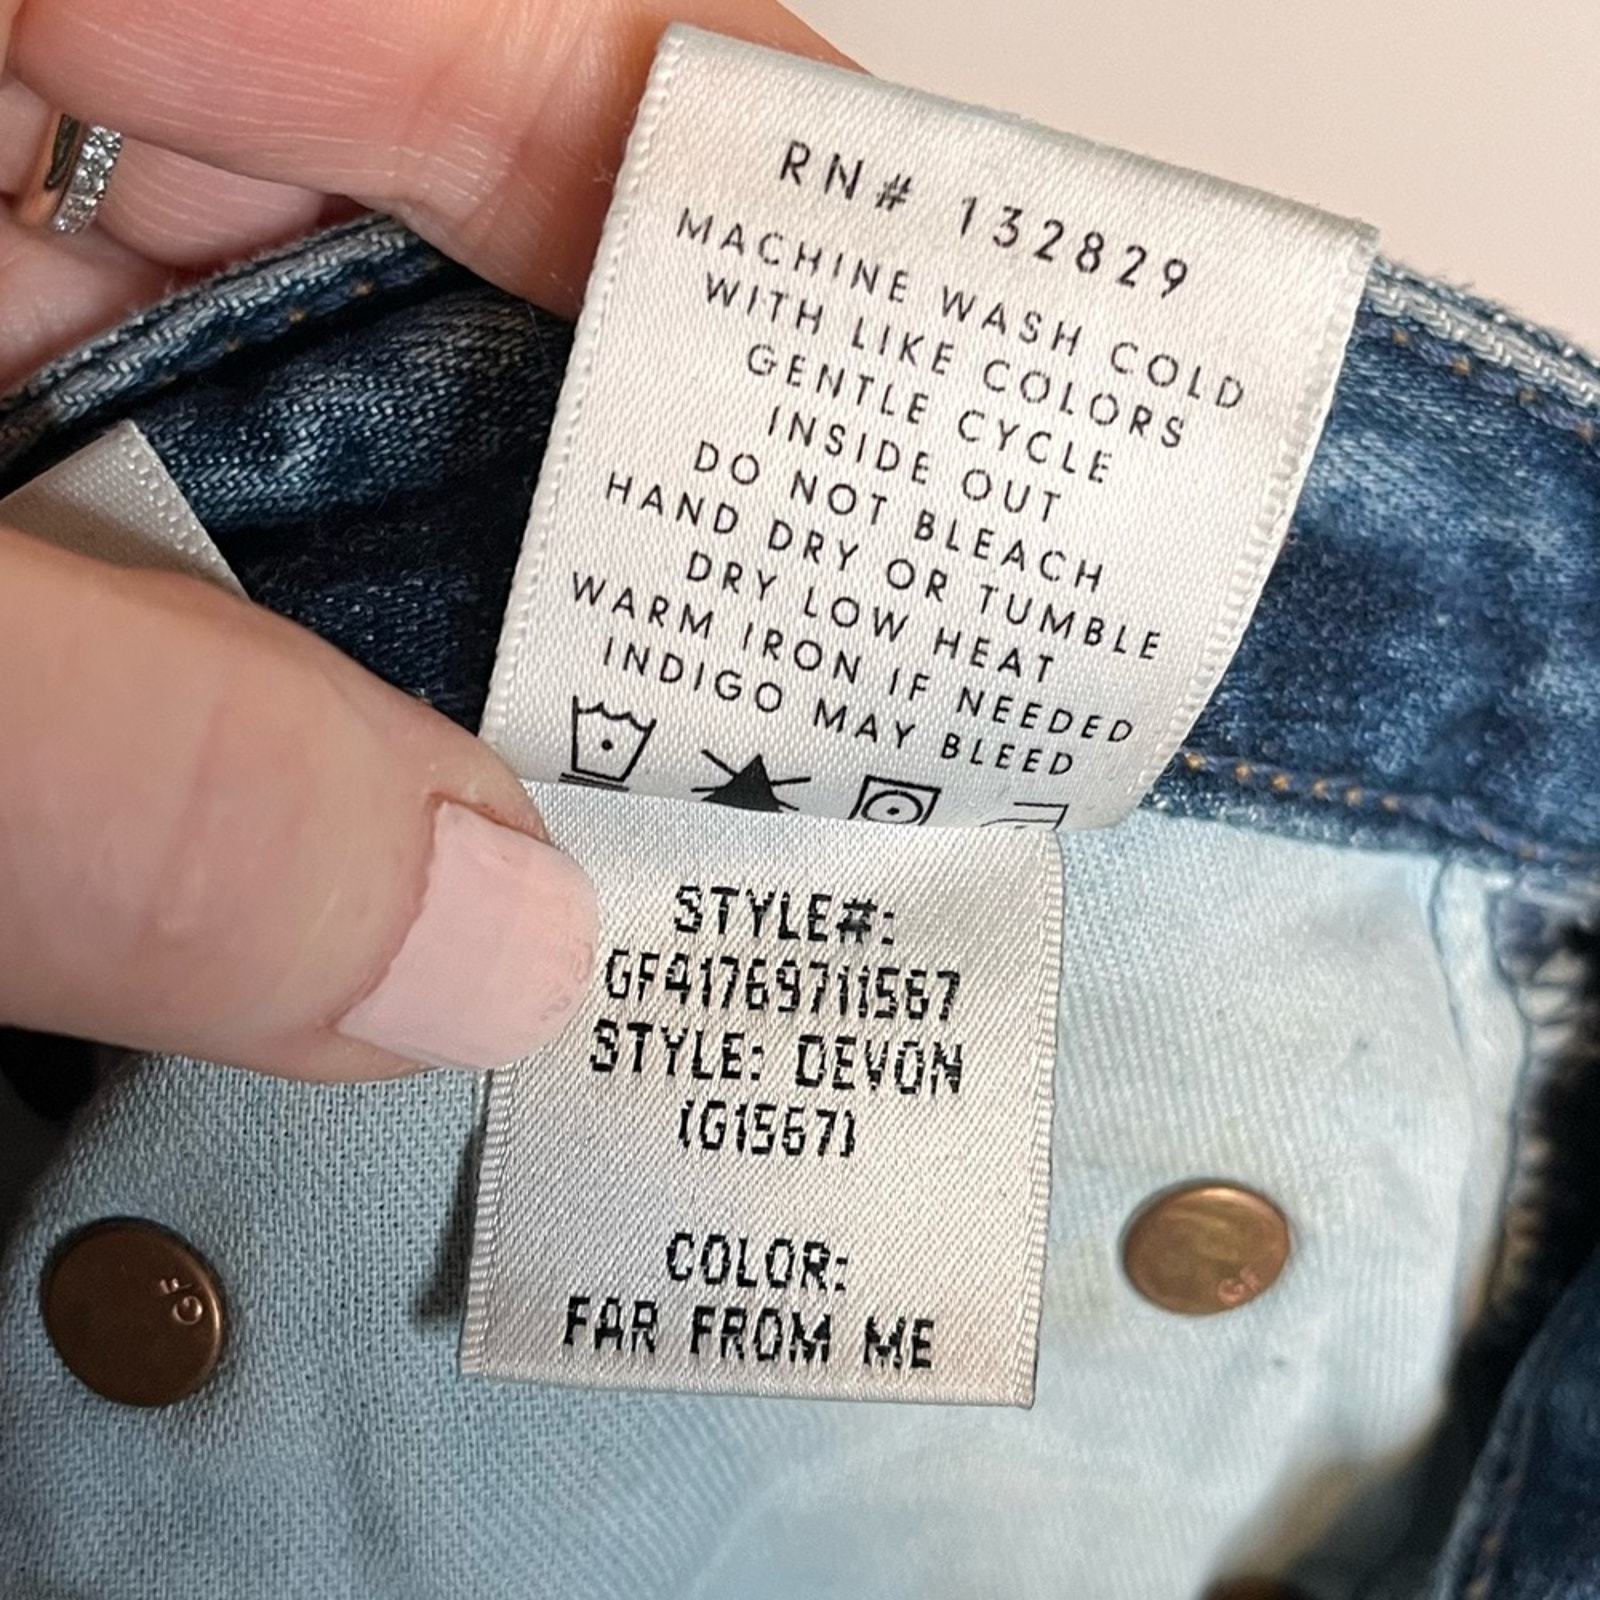 RN# 132829
MACHINE WASH COLD
WITH LIKE COLORS
GENTLE CYCLE
INSIDE OUT
DO NOT BLEACH
HAND DRY OR TUMBLE
DRY LOW HEAT
WARM IRON IF NEEDED
INDIGO MAY BLEED
STYLE#:
GF41769711567
STYLE: DEVON
(G1567)
COLOR:
FAR FROM ME
GF
GF